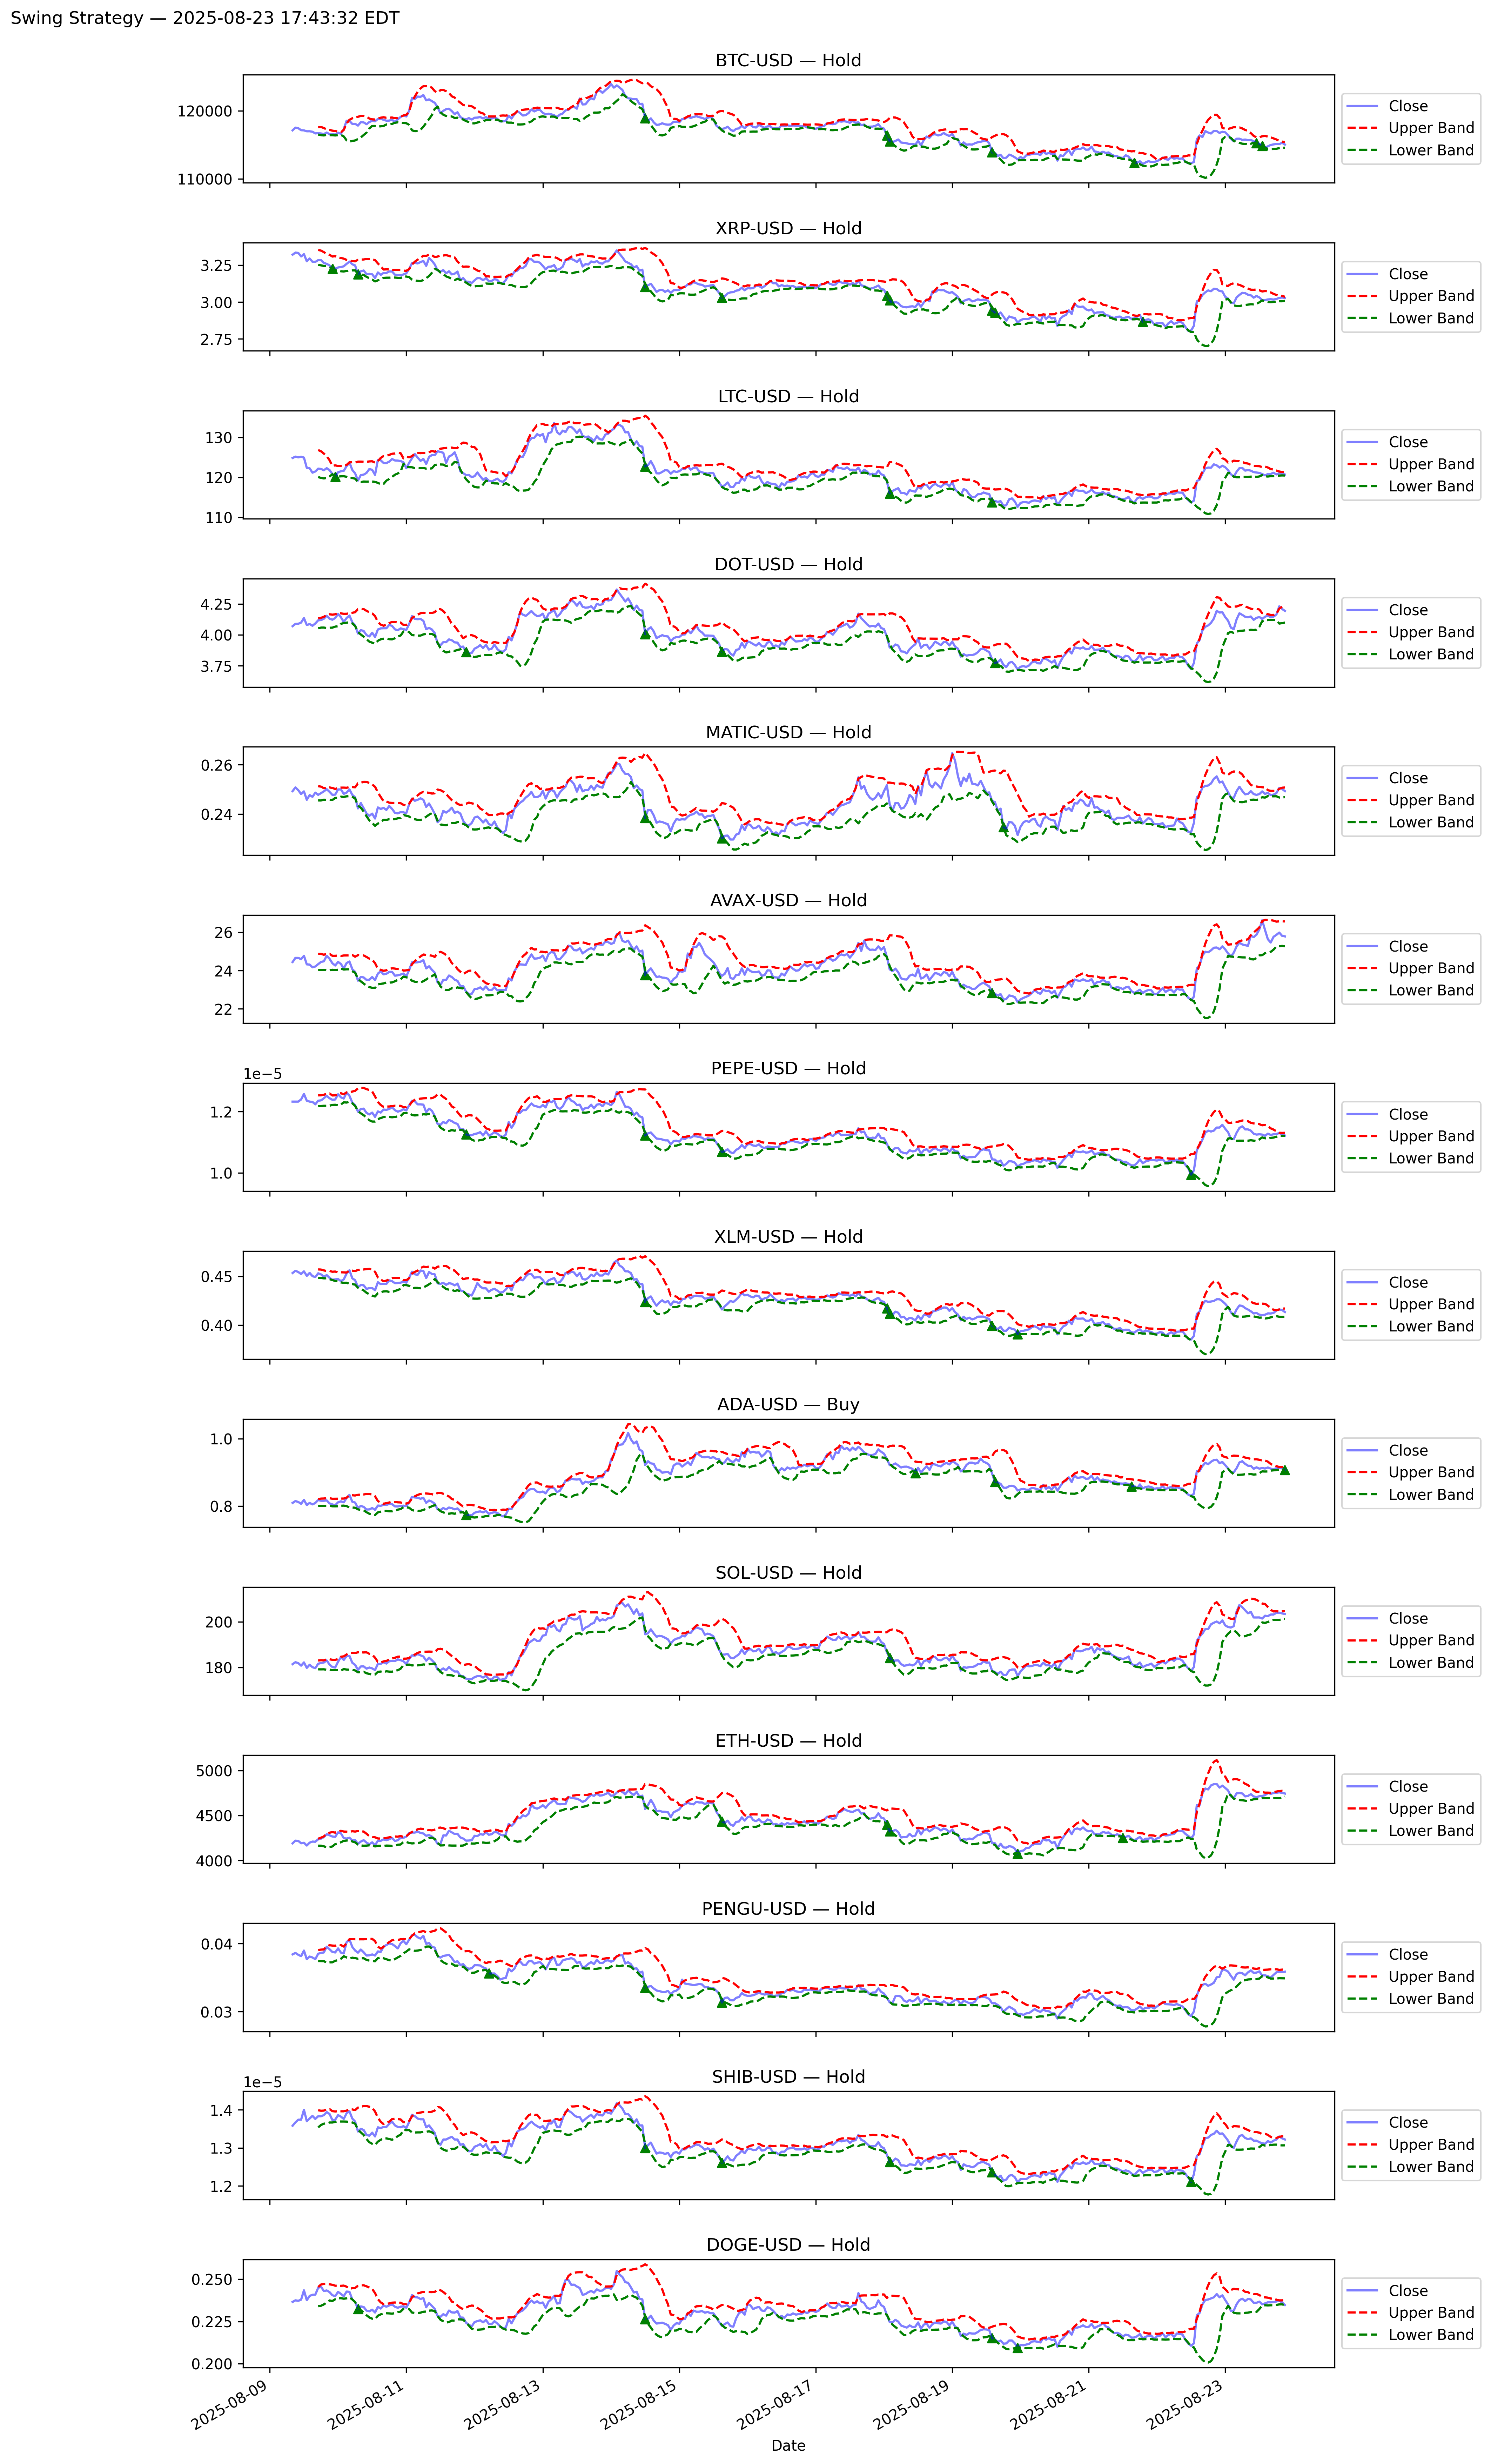 Swing Strategy — 2025-08-23 17:43:32 EDT
BTC-USD — Hold
120000
110000
Close
Upper Band
Lower Band
XRP-USD — Hold
3.25
3.00
2.75
Close
Upper Band
Lower Band
LTC-USD — Hold
130
120
110
Close
Upper Band
Lower Band
DOT-USD — Hold
4.25
4.00
3.75
Close
Upper Band
Lower Band
MATIC-USD — Hold
0.26
0.24
Close
Upper Band
Lower Band
AVAX-USD — Hold
26
24
22
Close
Upper Band
Lower Band
PEPE-USD — Hold
1e−5
1.2
1.0
Close
Upper Band
Lower Band
XLM-USD — Hold
0.45
0.40
Close
Upper Band
Lower Band
ADA-USD — Buy
1.0
0.8
Close
Upper Band
Lower Band
SOL-USD — Hold
200
180
Close
Upper Band
Lower Band
ETH-USD — Hold
5000
4500
4000
Close
Upper Band
Lower Band
PENGU-USD — Hold
0.04
0.03
Close
Upper Band
Lower Band
SHIB-USD — Hold
1e−5
1.4
1.3
1.2
Close
Upper Band
Lower Band
DOGE-USD — Hold
0.250
0.225
0.200
Close
Upper Band
Lower Band
2025-08-09
2025-08-11
2025-08-13
2025-08-15
2025-08-17
2025-08-19
2025-08-21
2025-08-23
Date